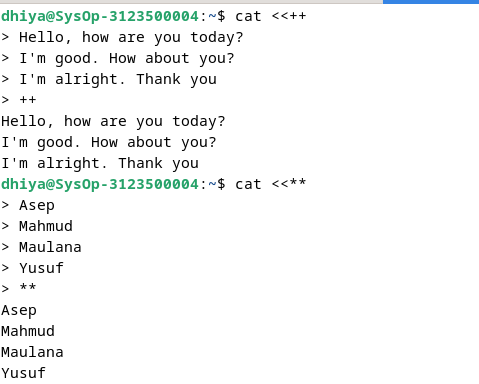 dhiya@SysOp-3123500004:~$ cat <<++
> Hello, how are you today?
> I'm good. How about you?
> I'm alright. Thank you
> ++
Hello, how are you today?
I'm good. How about you?
I'm alright. Thank you
dhiya@SysOp-3123500004:~$ cat <<**
> Asep
> Mahmud
> Maulana
> Yusuf
> **
Asep
Mahmud
Maulana
Yusuf